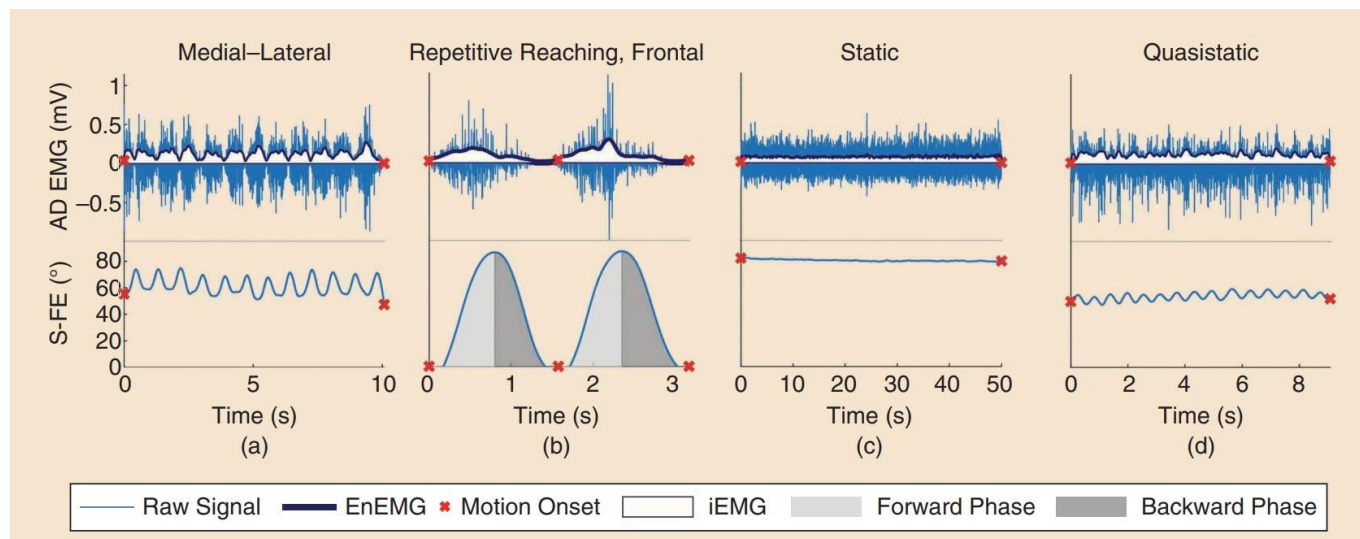 Medial–Lateral
Repetitive Reaching, Frontal
Static
Quasistatic
AD EMG (mV)
1
0.5
0
−0.5
S-FE (°)
80
60
40
20
0
0 5 10
0 1 2 3
0 10 20 30 40 50
0 2 4 6 8
Time (s)
Time (s)
Time (s)
Time (s)
(a)
(b)
(c)
(d)
Raw Signal EnEMG Motion Onset iEMG Forward Phase Backward Phase